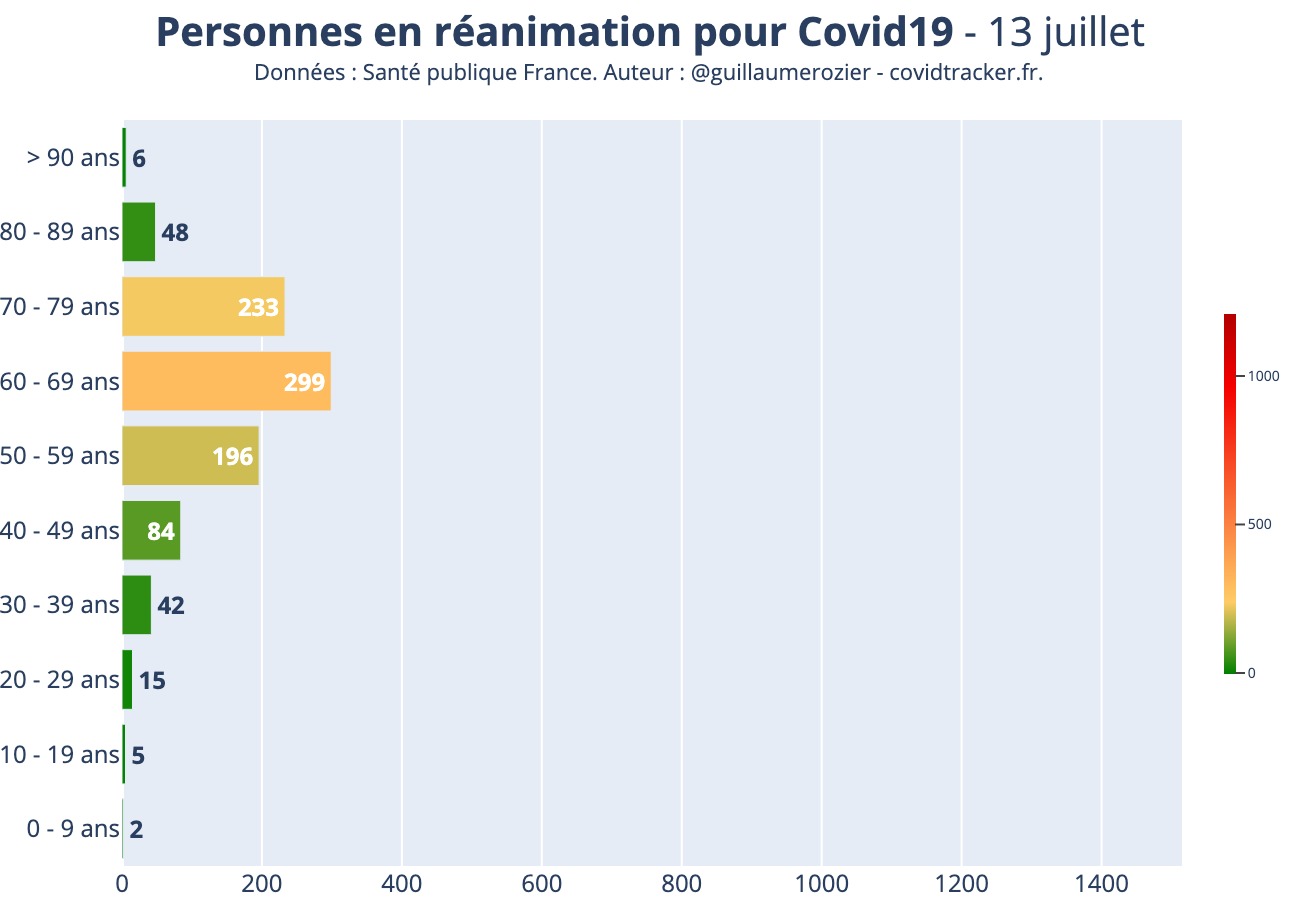 Personnes en réanimation pour Covid19 - 13 juillet
Données : Santé publique France. Auteur : @guillaumerozier - covidtracker.fr.
> 90 ans 6
80 - 89 ans 48
70 - 79 ans 233
60 - 69 ans 299
50 - 59 ans 196
40 - 49 ans 84
30 - 39 ans 42
20 - 29 ans 15
10 - 19 ans 5
0 - 9 ans 2
0 200 400 600 800 1000 1200 1400
1000
500
0